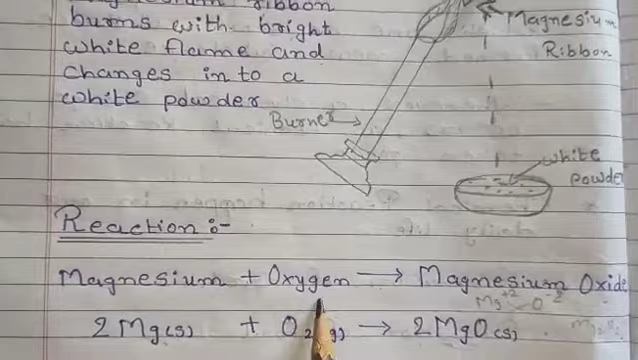 ribbon
burns with bright
white flame and
changes in to a
white powder
Magnesium
Ribbon
Burner
white
powder
Reaction :-
Magnesium + Oxygen → Magnesium Oxide
Mg+2 O-2
2Mg(s) + O2(g) → 2MgO(s)